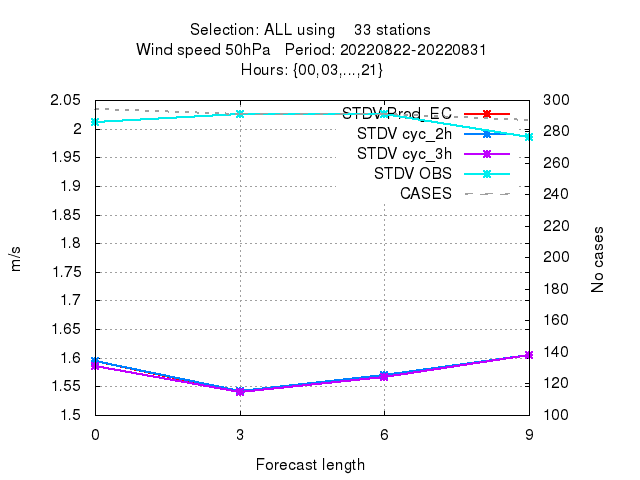 Selection: ALL using 33 stations
Wind speed 50hPa Period: 20220822-20220831
Hours: {00,03,...,21}
STDV Prod_EC
STDV cyc_2h
STDV cyc_3h
STDV OBS
CASES
2.05
2
1.95
1.9
1.85
1.8
1.75
1.7
1.65
1.6
1.55
1.5
300
280
260
240
220
200
180
160
140
120
100
m/s
No cases
0 3 6 9
Forecast length